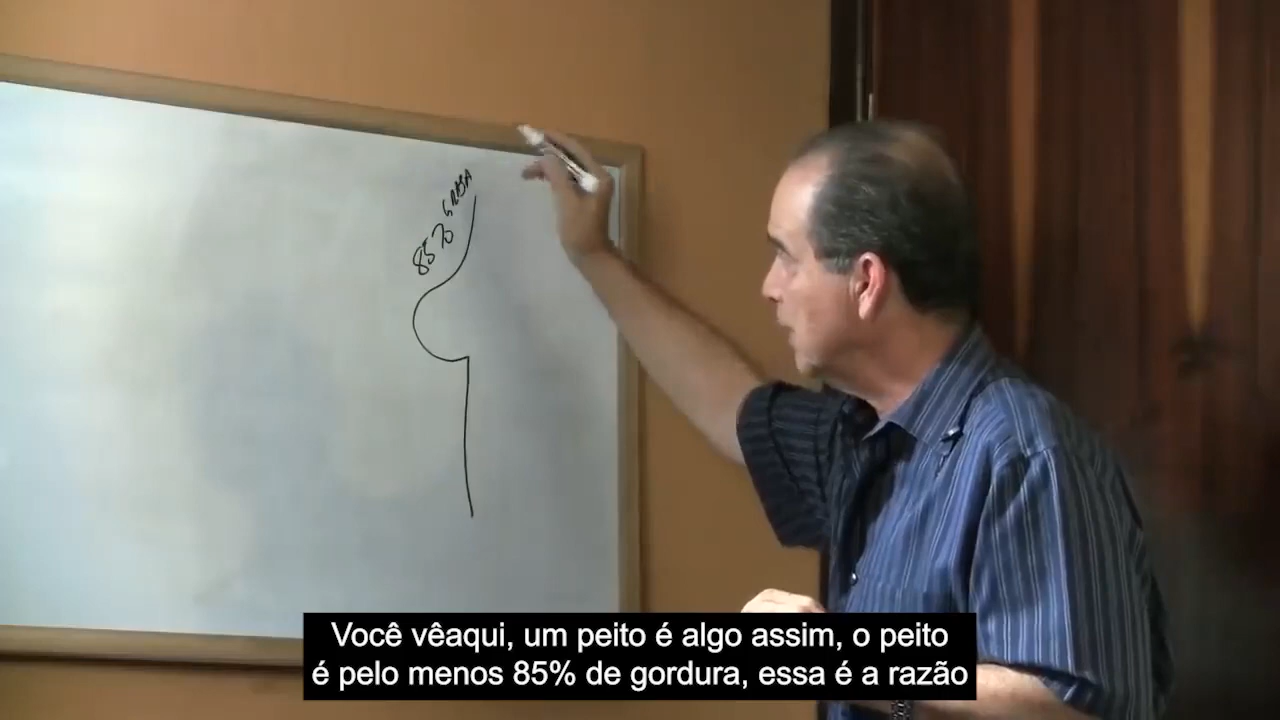 85% GRASA
Você vêaqui, um peito é algo assim, o peito
é pelo menos 85% de gordura, essa é a razão